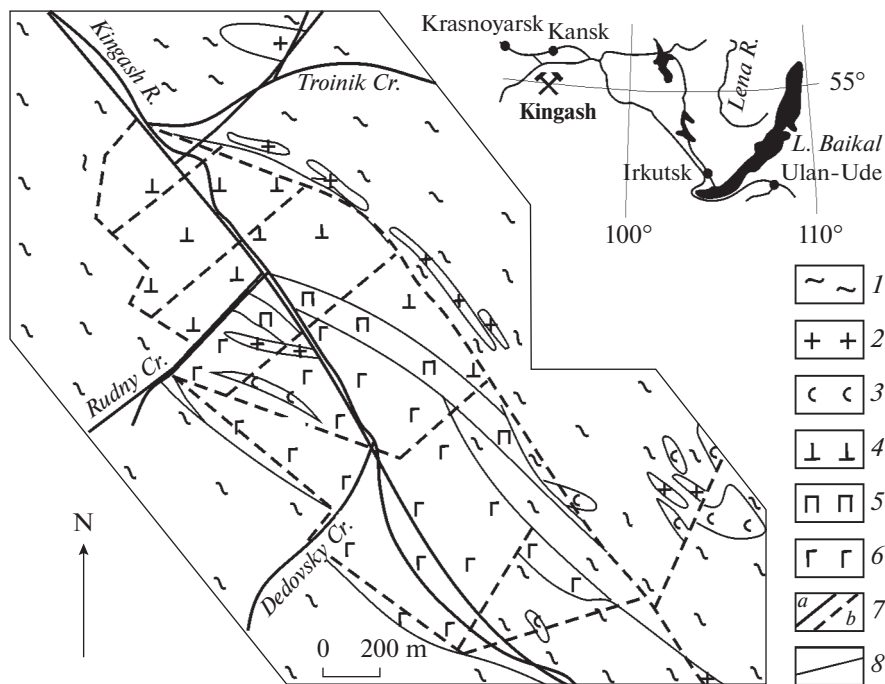 Kingash R.
Troinik Cr.
Rudny Cr.
Dedovsky Cr.
N
0 200 m
Krasnoyarsk
Kansk
Kingash
Lena R.
55°
L. Baikal
Irkutsk
Ulan-Ude
100° 110°
1
2
3
4
5
6
a
b
7
8